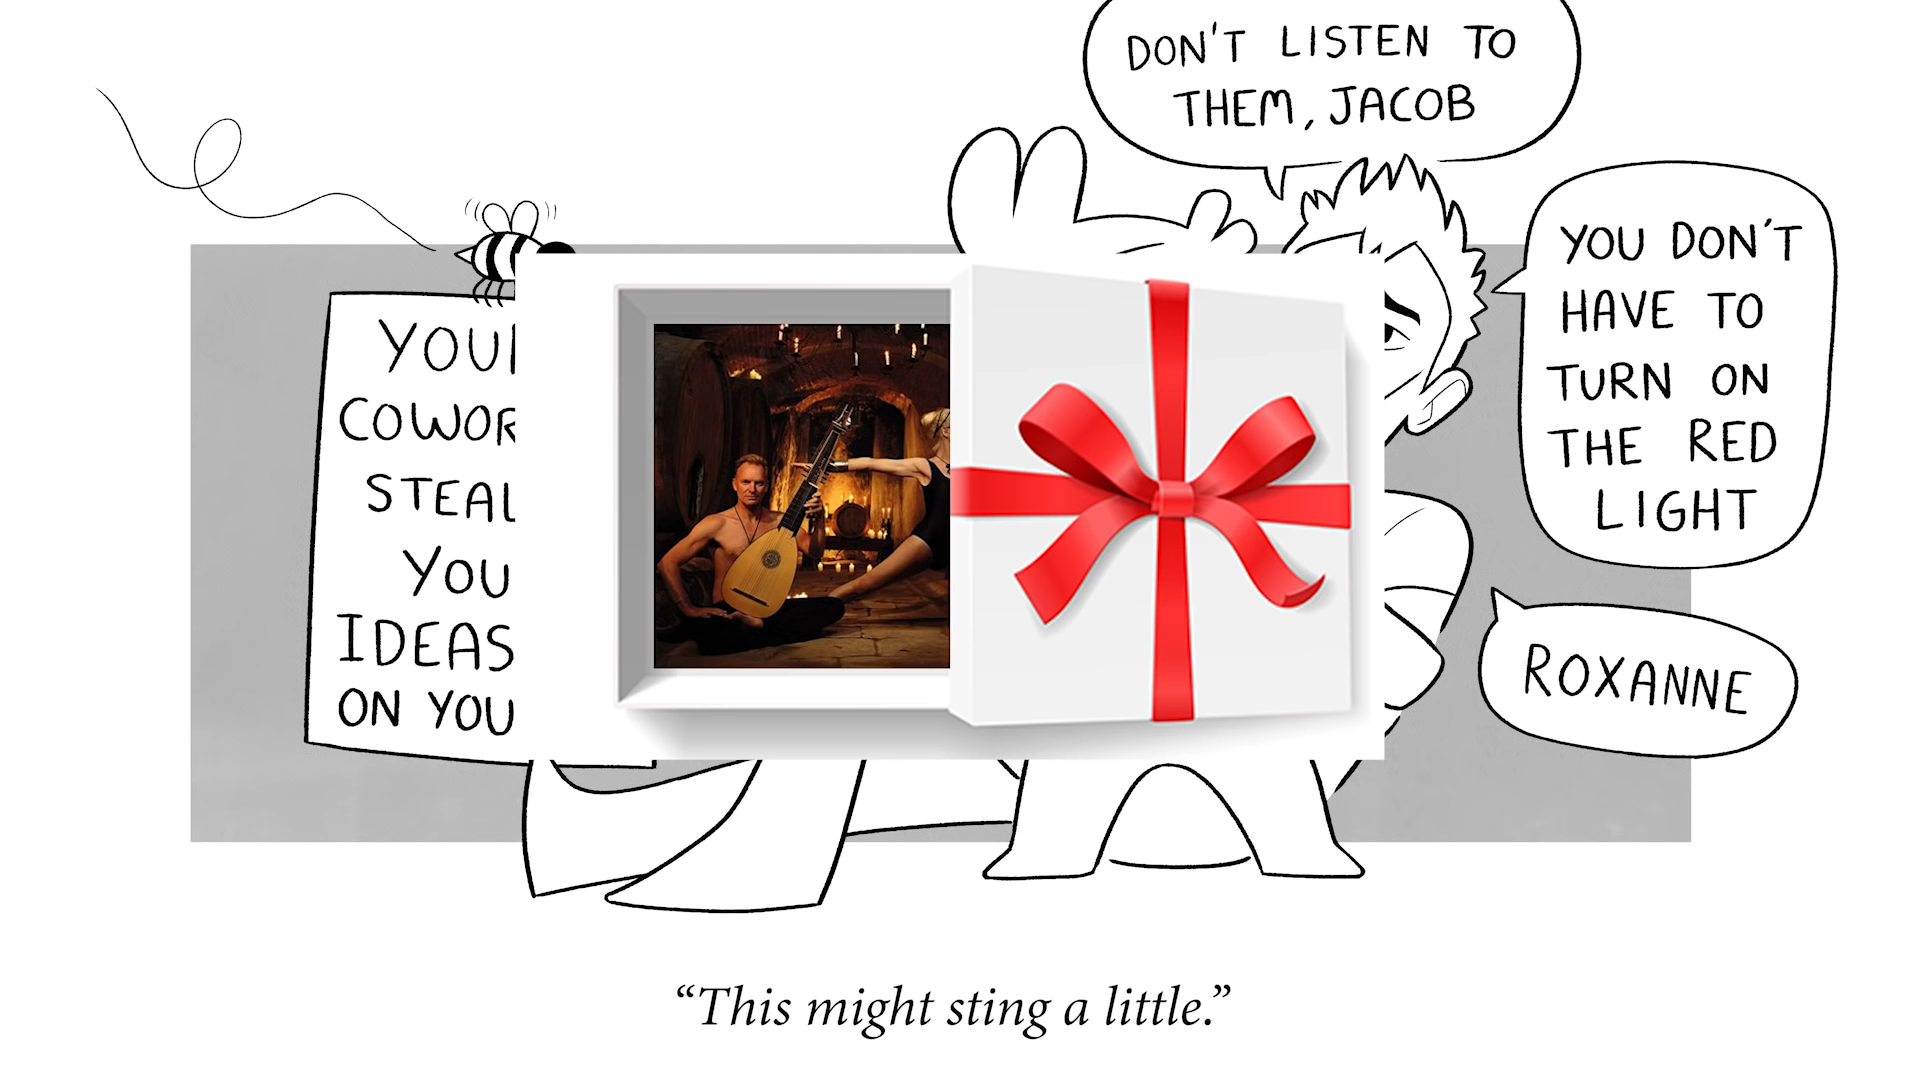 DON'T LISTEN TO
THEM, JACOB
YOU DON'T
HAVE TO
TURN ON
THE RED
LIGHT
ROXANNE
YOU
COWOR
STEAL
YOU
IDEAS
ON YOU
“This might sting a little.”